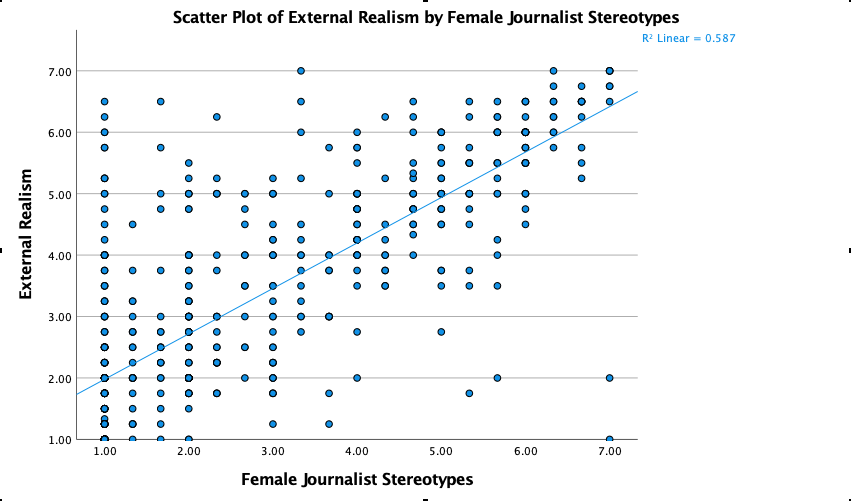 Scatter Plot of External Realism by Female Journalist Stereotypes
R² Linear = 0.587
External Realism
7.00
6.00
5.00
4.00
3.00
2.00
1.00
1.00 2.00 3.00 4.00 5.00 6.00 7.00
Female Journalist Stereotypes